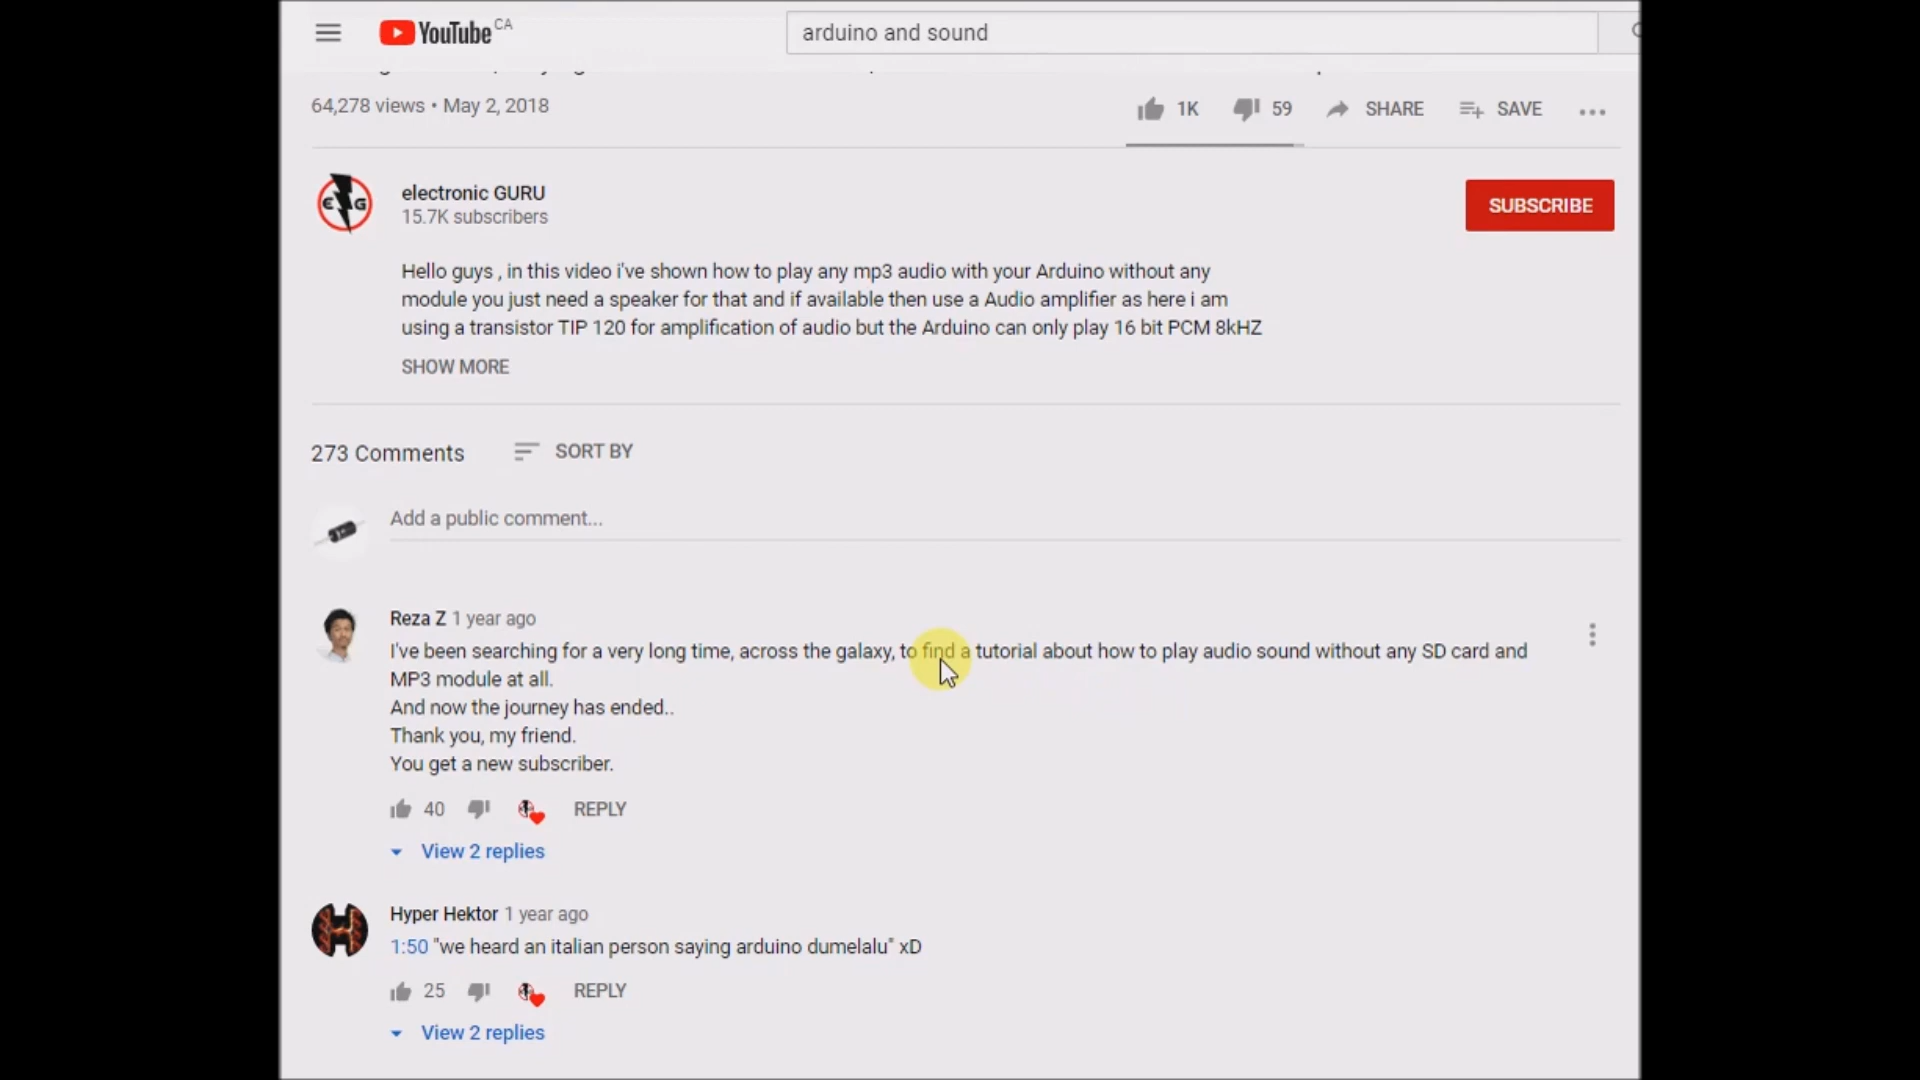 YouTube CA
arduino and sound
64,278 views • May 2, 2018
1K
59
SHARE
SAVE
EG
electronic GURU
15.7K subscribers
SUBSCRIBE
Hello guys , in this video i've shown how to play any mp3 audio with your Arduino without any
module you just need a speaker for that and if available then use a Audio amplifier as here i am
using a transistor TIP 120 for amplification of audio but the Arduino can only play 16 bit PCM 8kHZ
SHOW MORE
273 Comments
SORT BY
Add a public comment...
Reza Z 1 year ago
I've been searching for a very long time, across the galaxy, to find a tutorial about how to play audio sound without any SD card and
MP3 module at all.
And now the journey has ended..
Thank you, my friend.
You get a new subscriber.
40
REPLY
View 2 replies
Hyper Hektor 1 year ago
1:50 "we heard an italian person saying arduino dumelalu" xD
25
REPLY
View 2 replies